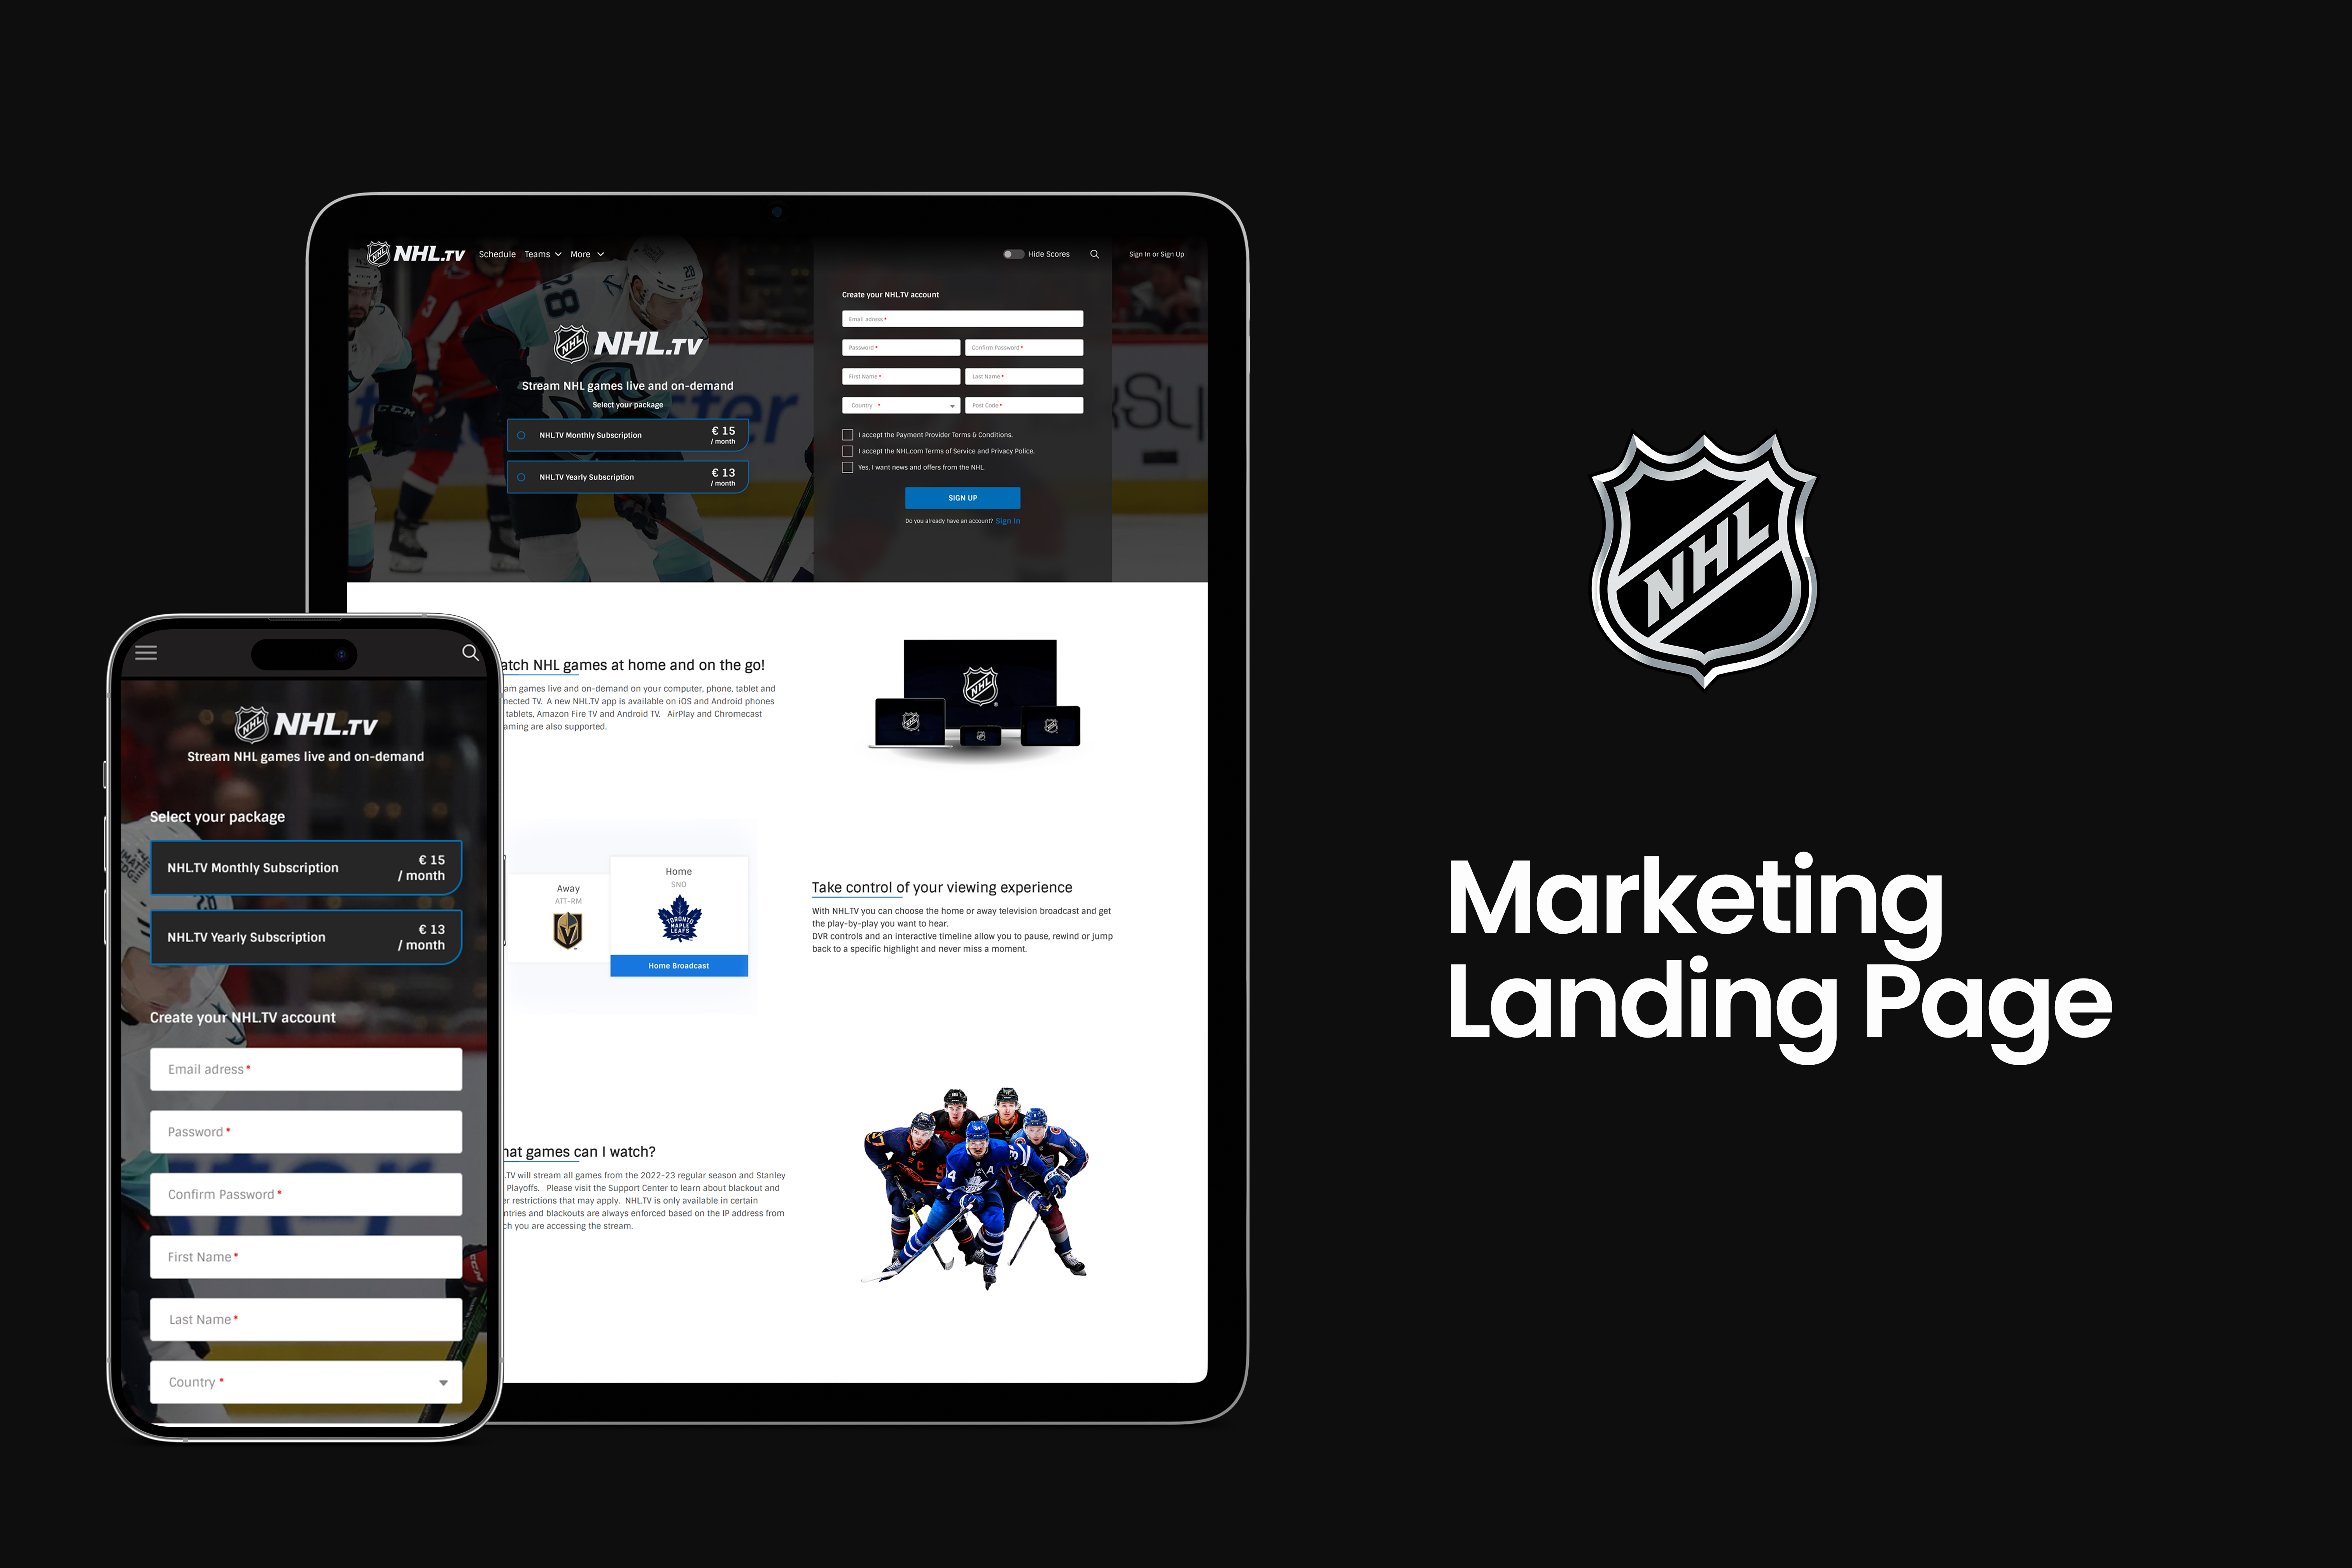 NHL
NHL.TV
Schedule
Teams
More
Hide Scores
Sign In or Sign Up
28
28
3
CCM
NHL
NHL.TV
Stream NHL games live and on-demand
Select your package
NHL.TV Monthly Subscription
€ 15
/ month
NHL.TV Yearly Subscription
€ 13
/ month
Create your NHL.TV account
Email adress *
Password *
Confirm Password *
First Name *
Last Name *
Country *
Post Code *
I accept the Payment Provider Terms & Conditions.
I accept the NHL.com Terms of Service and Privacy Police.
Yes, I want news and offers from the NHL.
SIGN UP
Do you already have an account? Sign In
atch NHL games at home and on the go!
am games live and on-demand on your computer, phone, tablet and
nected TV. A new NHL.TV app is available on iOS and Android phones
tablets, Amazon Fire TV and Android TV. AirPlay and Chromecast
aming are also supported.
NHL
NHL
NHL
NHL
Away
ATT-RM
Home
SNO
TORONTO
MAPLE
LEAFS
Home Broadcast
Take control of your viewing experience
With NHL.TV you can choose the home or away television broadcast and get
the play-by-play you want to hear.
DVR controls and an interactive timeline allow you to pause, rewind or jump
back to a specific highlight and never miss a moment.
hat games can I watch?
.TV will stream all games from the 2022-23 regular season and Stanley
Playoffs. Please visit the Support Center to learn about blackout and
er restrictions that may apply. NHL.TV is only available in certain
ntries and blackouts are always enforced based on the IP address from
ch you are accessing the stream.
NHL
NHL.TV
Stream NHL games live and on-demand
Select your package
NHL.TV Monthly Subscription
€ 15
/ month
NHL.TV Yearly Subscription
€ 13
/ month
Create your NHL.TV account
Email adress *
Password *
Confirm Password *
First Name *
Last Name *
Country *
NHL
Marketing
Landing Page